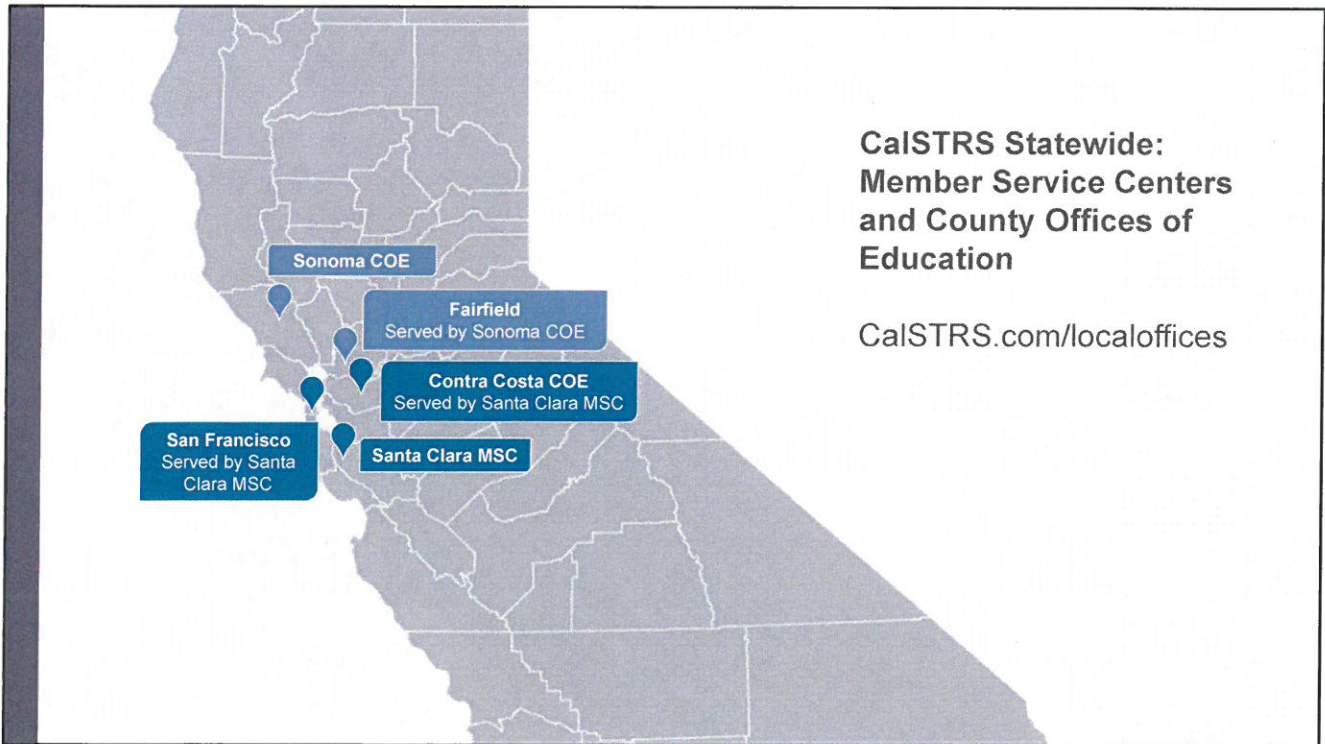 CalSTRS Statewide:
Member Service Centers
and County Offices of
Education
CalSTRS.com/localoffices
Sonoma COE
Fairfield
Served by Sonoma COE
Contra Costa COE
Served by Santa Clara MSC
San Francisco
Served by Santa
Clara MSC
Santa Clara MSC